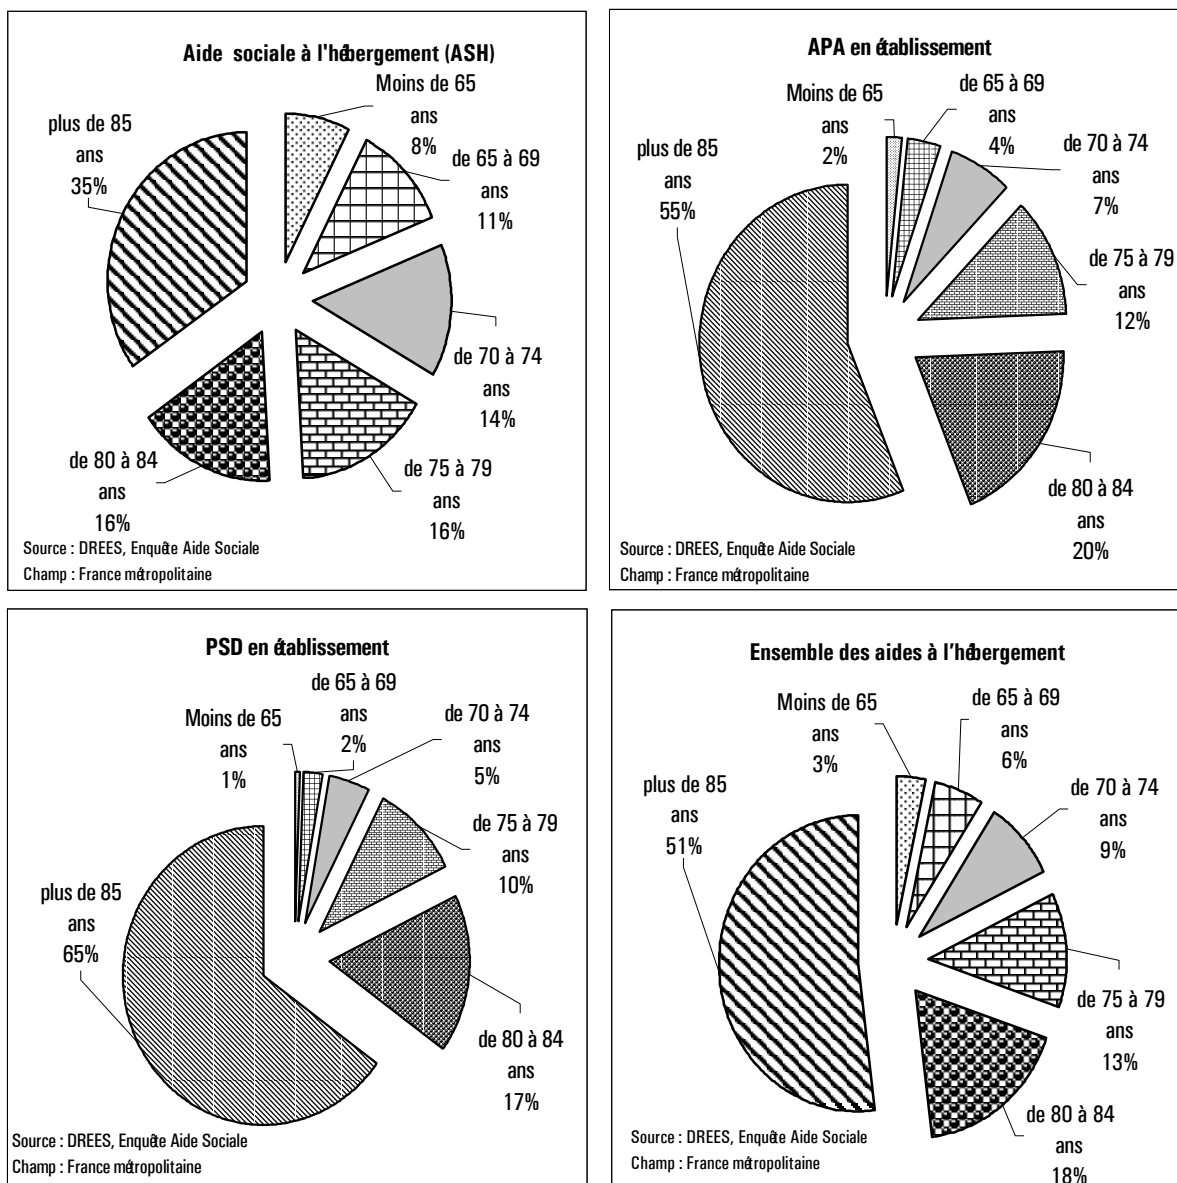 Aide sociale à l'hébergement (ASH)
Moins de 65
ans
8%
de 65 à 69
ans
11%
de 70 à 74
ans
14%
de 75 à 79
ans
16%
de 80 à 84
ans
16%
plus de 85
ans
35%
Source : DREES, Enquête Aide Sociale
Champ : France métropolitaine
APA en établissement
Moins de 65
ans
2%
de 65 à 69
ans
4%
de 70 à 74
ans
7%
de 75 à 79
ans
12%
de 80 à 84
ans
20%
plus de 85
ans
55%
Source : DREES, Enquête Aide Sociale
Champ : France métropolitaine
PSD en établissement
Moins de 65
ans
1%
de 65 à 69
ans
2%
de 70 à 74
ans
5%
de 75 à 79
ans
10%
de 80 à 84
ans
17%
plus de 85
ans
65%
Source : DREES, Enquête Aide Sociale
Champ : France métropolitaine
Ensemble des aides à l'hébergement
Moins de 65
ans
3%
de 65 à 69
ans
6%
de 70 à 74
ans
9%
de 75 à 79
ans
13%
de 80 à 84
ans
18%
plus de 85
ans
51%
Source : DREES, Enquête Aide Sociale
Champ : France métropolitaine